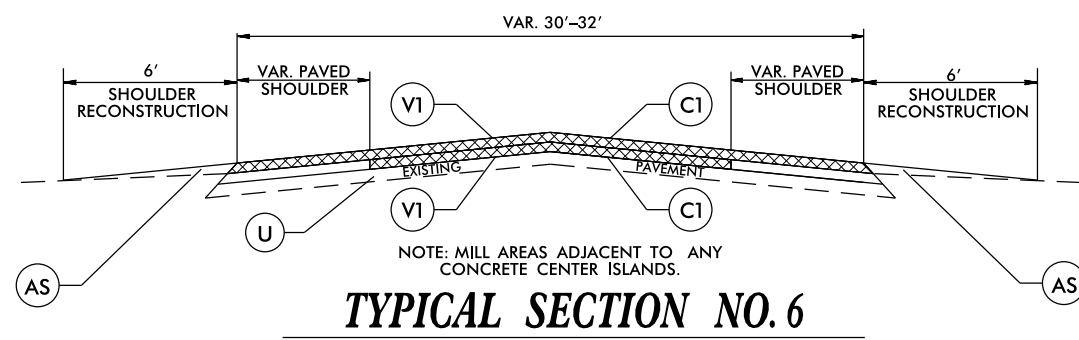 VAR. 30'–32'
6'
SHOULDER
RECONSTRUCTION
VAR. PAVED
SHOULDER
VAR. PAVED
SHOULDER
6'
SHOULDER
RECONSTRUCTION
V1
C1
EXISTING
PAVEMENT
V1
C1
U
AS
AS
NOTE: MILL AREAS ADJACENT TO ANY
CONCRETE CENTER ISLANDS.
TYPICAL SECTION NO. 6